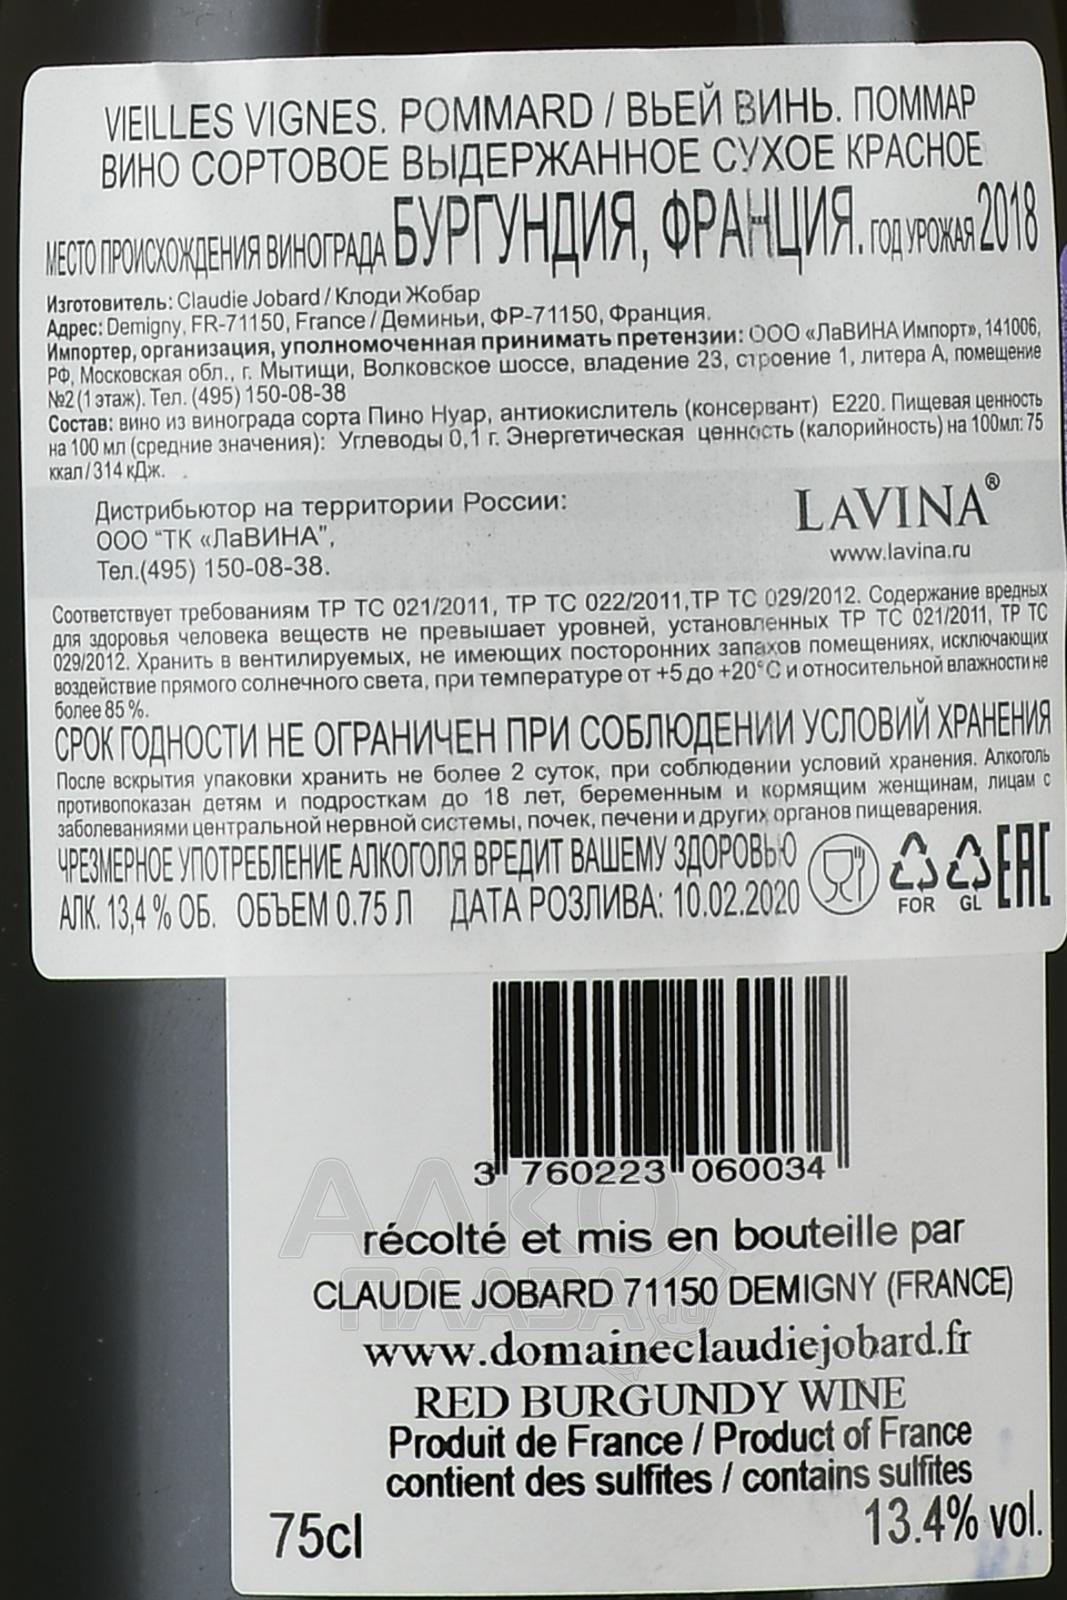 VIEILLES VIGNES. POMMARD / ВЬЕЙ ВИНЬ. ПОММАР
ВИНО СОРТОВОЕ ВЫДЕРЖАННОЕ СУХОЕ КРАСНОЕ
МЕСТО ПРОИСХОЖДЕНИЯ ВИНОГРАДА БУРГУНДИЯ, ФРАНЦИЯ. ГОД УРОЖАЯ 2018
Изготовитель: Claudie Jobard / Клоди Жобар
Адрес: Demigny, FR-71150, France / Деминьи, ФР-71150, Франция.
Импортер, организация, уполномоченная принимать претензии: ООО «ЛаВИНА Импорт», 141006,
РФ, Московская обл., г. Мытищи, Волковское шоссе, владение 23, строение 1, литера А, помещение
№2 (1 этаж). Тел. (495) 150-08-38
Состав: вино из винограда сорта Пино Нуар, антиокислитель (консервант) Е220. Пищевая ценность
на 100 мл (средние значения): Углеводы 0,1 г. Энергетическая ценность (калорийность) на 100мл: 75
ккал / 314 кДж.
Дистрибьютор на территории России:
ООО "ТК «ЛаВИНА",
Тел.(495) 150-08-38.
LAVINA®
www.lavina.ru
Соответствует требованиям ТР ТС 021/2011, ТР ТС 022/2011,ТР ТС 029/2012. Содержание вредных
для здоровья человека веществ не превышает уровней, установленных ТР ТС 021/2011, ТР ТС
029/2012. Хранить в вентилируемых, не имеющих посторонних запахов помещениях, исключающих
воздействие прямого солнечного света, при температуре от +5 до +20°С и относительной влажности не
более 85 %.
СРОК ГОДНОСТИ НЕ ОГРАНИЧЕН ПРИ СОБЛЮДЕНИИ УСЛОВИЙ ХРАНЕНИЯ
После вскрытия упаковки хранить не более 2 суток, при соблюдении условий хранения. Алкоголь
противопоказан детям и подросткам до 18 лет, беременным и кормящим женщинам, лицам с
заболеваниями центральной нервной системы, почек, печени и других органов пищеварения.
ЧРЕЗМЕРНОЕ УПОТРЕБЛЕНИЕ АЛКОГОЛЯ ВРЕДИТ ВАШЕМУ ЗДОРОВЬЮ
АЛК. 13,4 % ОБ. ОБЪЕМ 0.75 Л ДАТА РОЗЛИВА: 10.02.2020
FOR GL EAC
3 760223 060034
АЛКО
ПЛАЗА.ru
récolté et mis en bouteille par
CLAUDIE JOBARD 71150 DEMIGNY (FRANCE)
www.domaineclaudiejobard.fr
RED BURGUNDY WINE
Produit de France / Product of France
contient des sulfites / contains sulfites
75cl 13.4% vol.